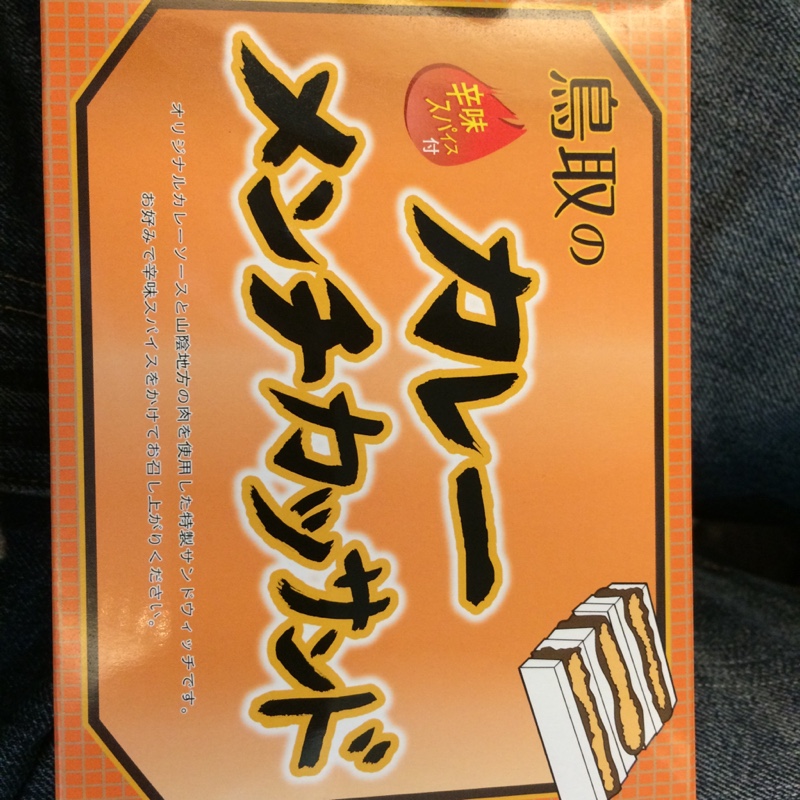 鳥取の
辛味
スパイス
付
カレー
メンチカツサンド
オリジナルカレーソースと山陰地方の肉を使用した特製サンドウィッチです。
お好みで辛味スパイスをかけてお召し上がりください。